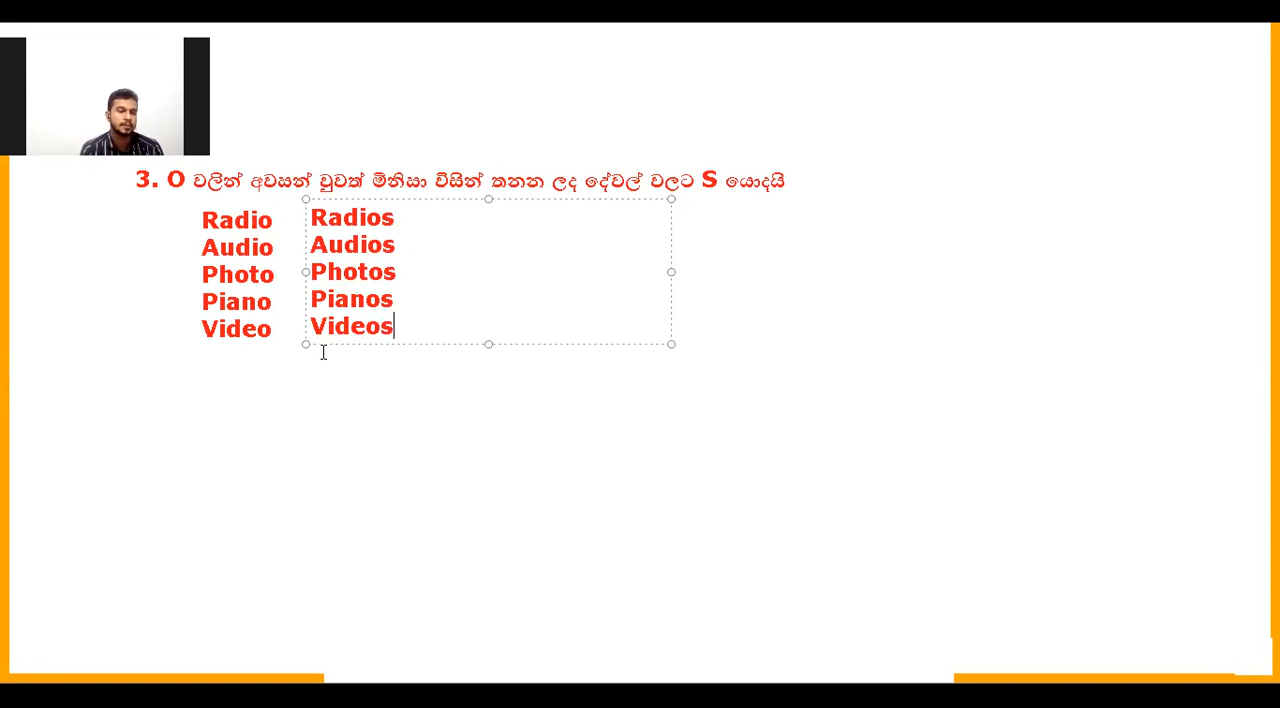 3. O වලින් අවසන් වුවත් මිනිසා විසින් තනන ලද දේවල් වලට S යොදයි
Radio Radios
Audio Audios
Photo Photos
Piano Pianos
Video Videos